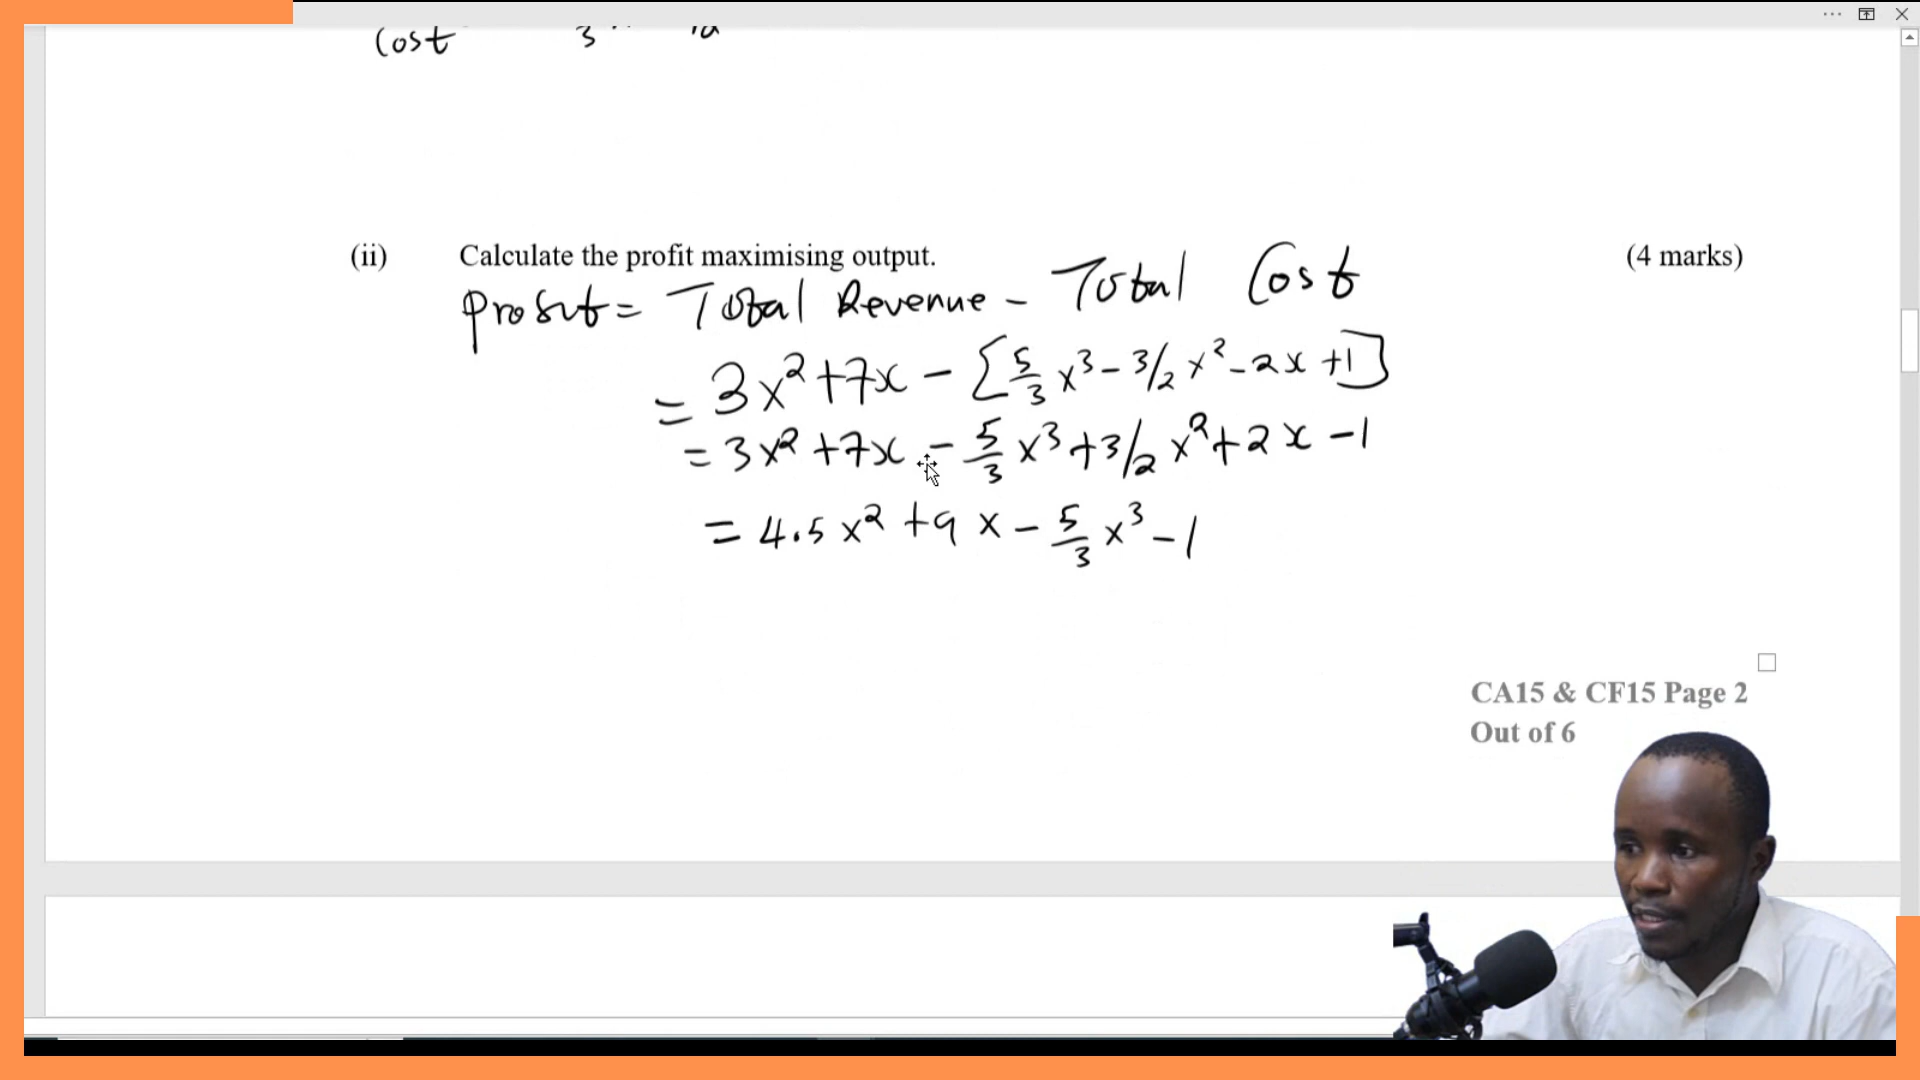 Cost 3
(ii) Calculate the profit maximising output. (4 marks)
Profit = Total Revenue - Total Cost
= 3x² + 7x - [5/3 x³ - 3/2 x² - 2x + 1]
= 3x² + 7x - 5/3 x³ + 3/2 x² + 2x - 1
= 4.5x² + 9x - 5/3 x³ - 1
CA15 & CF15 Page 2
Out of 6